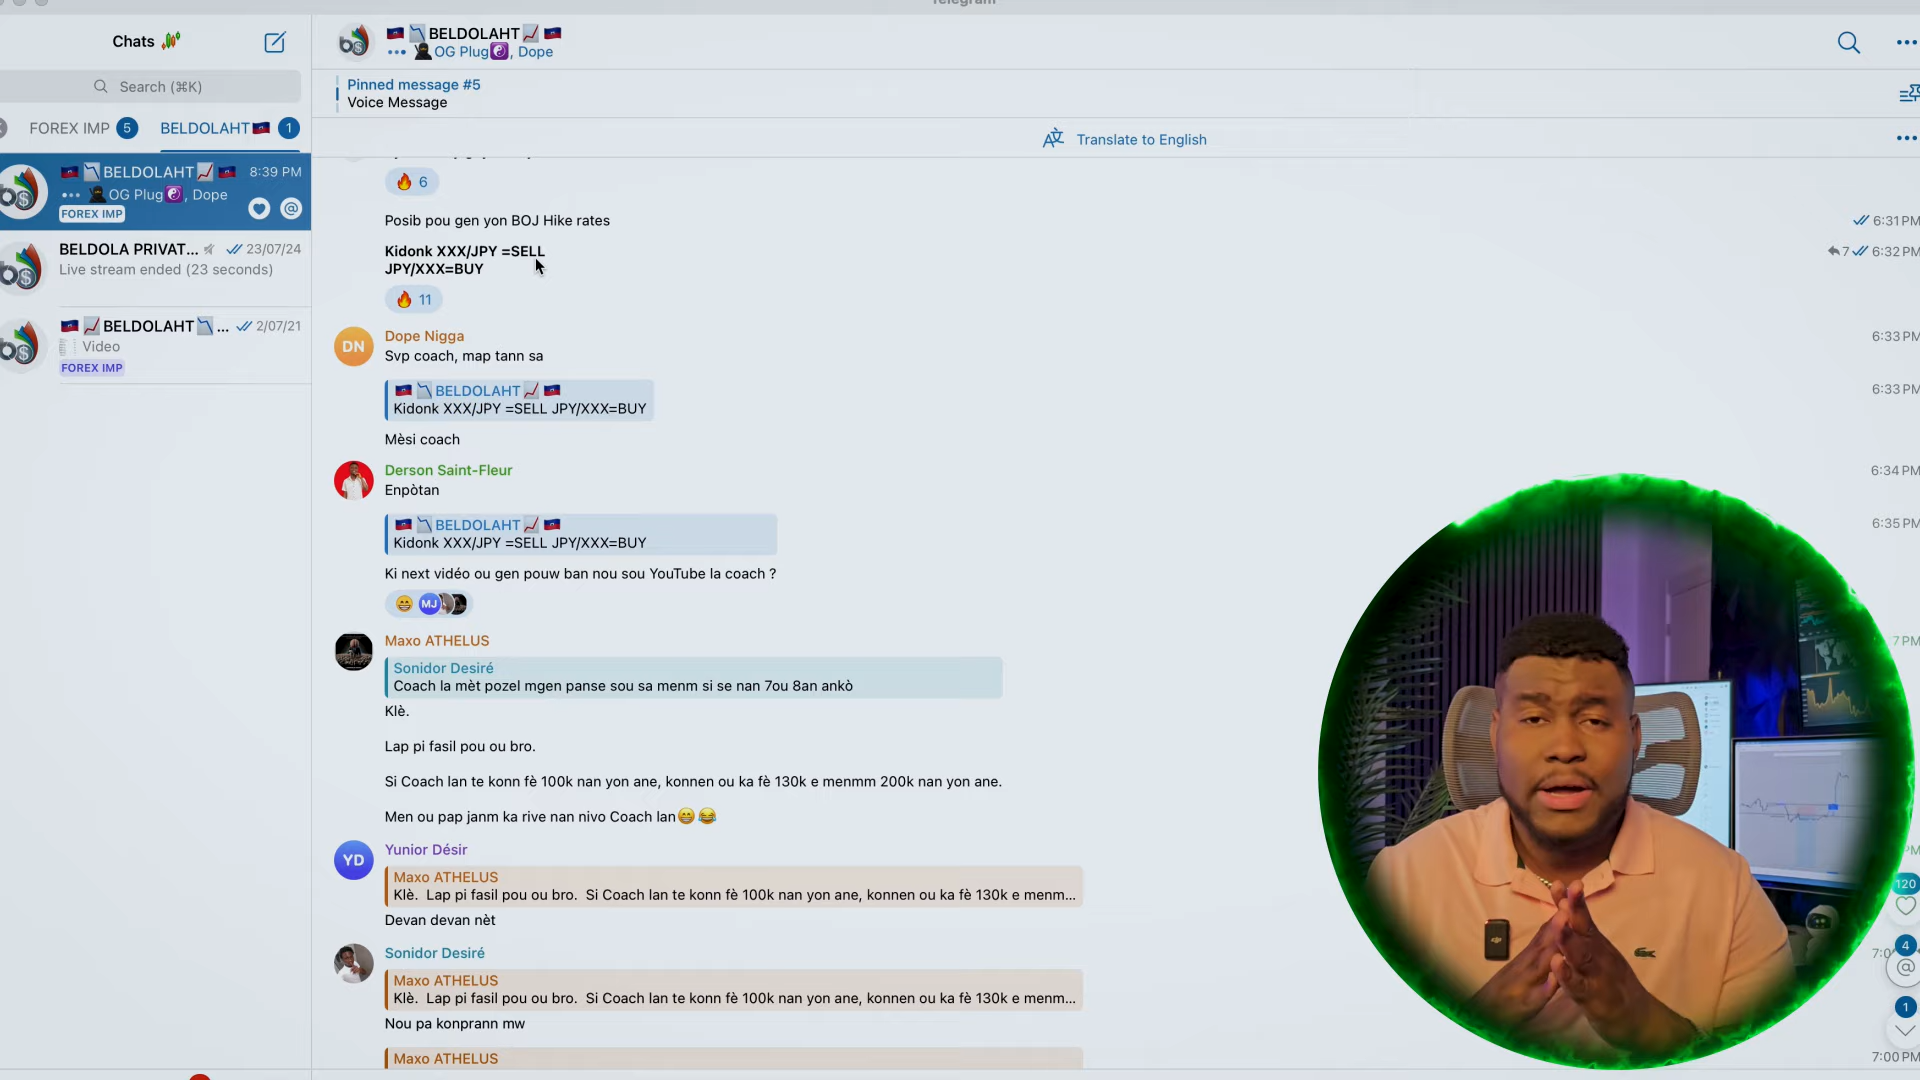 Telegram
Chats
Search (⌘K)
FOREX IMP 5
BELDOLAHT 1
BELDOLAHT 8:39 PM
OG Plug, Dope
FOREX IMP
BELDOLA PRIVAT... 23/07/24
Live stream ended (23 seconds)
BELDOLAHT ... 2/07/21
Video
FOREX IMP
BELDOLAHT
OG Plug, Dope
Pinned message #5
Voice Message
Translate to English
6
Posib pou gen yon BOJ Hike rates
6:31 PM
Kidonk XXX/JPY =SELL
7 6:32 PM
JPY/XXX=BUY
11
DN
Dope Nigga
6:33 PM
Svp coach, map tann sa
BELDOLAHT
6:33 PM
Kidonk XXX/JPY =SELL JPY/XXX=BUY
Mèsi coach
Derson Saint-Fleur
6:34 PM
Enpòtan
BELDOLAHT
6:35 PM
Kidonk XXX/JPY =SELL JPY/XXX=BUY
Ki next vidéo ou gen pouw ban nou sou YouTube la coach ?
MJ
Maxo ATHELUS
7 PM
Sonidor Desiré
Coach la mèt pozel mgen panse sou sa menm si se nan 7ou 8an ankò
Klè.
Lap pi fasil pou ou bro.
Si Coach lan te konn fè 100k nan yon ane, konnen ou ka fè 130k e menmm 200k nan yon ane.
Men ou pap janm ka rive nan nivo Coach lan
YD
Yunior Désir
PM
Maxo ATHELUS
Klè. Lap pi fasil pou ou bro. Si Coach lan te konn fè 100k nan yon ane, konnen ou ka fè 130k e menm...
120
Devan devan nèt
Sonidor Desiré
7:0
4
Maxo ATHELUS
Klè. Lap pi fasil pou ou bro. Si Coach lan te konn fè 100k nan yon ane, konnen ou ka fè 130k e menm...
1
Nou pa konprann mw
Maxo ATHELUS
7:00 PM